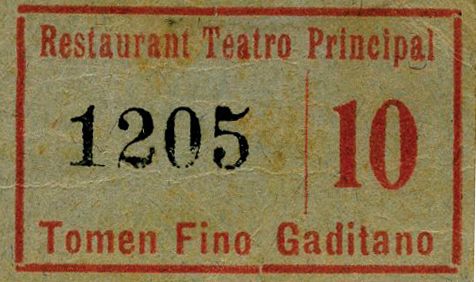 Restaurant Teatro Principal
1205 10
Tomen Fino Gaditano